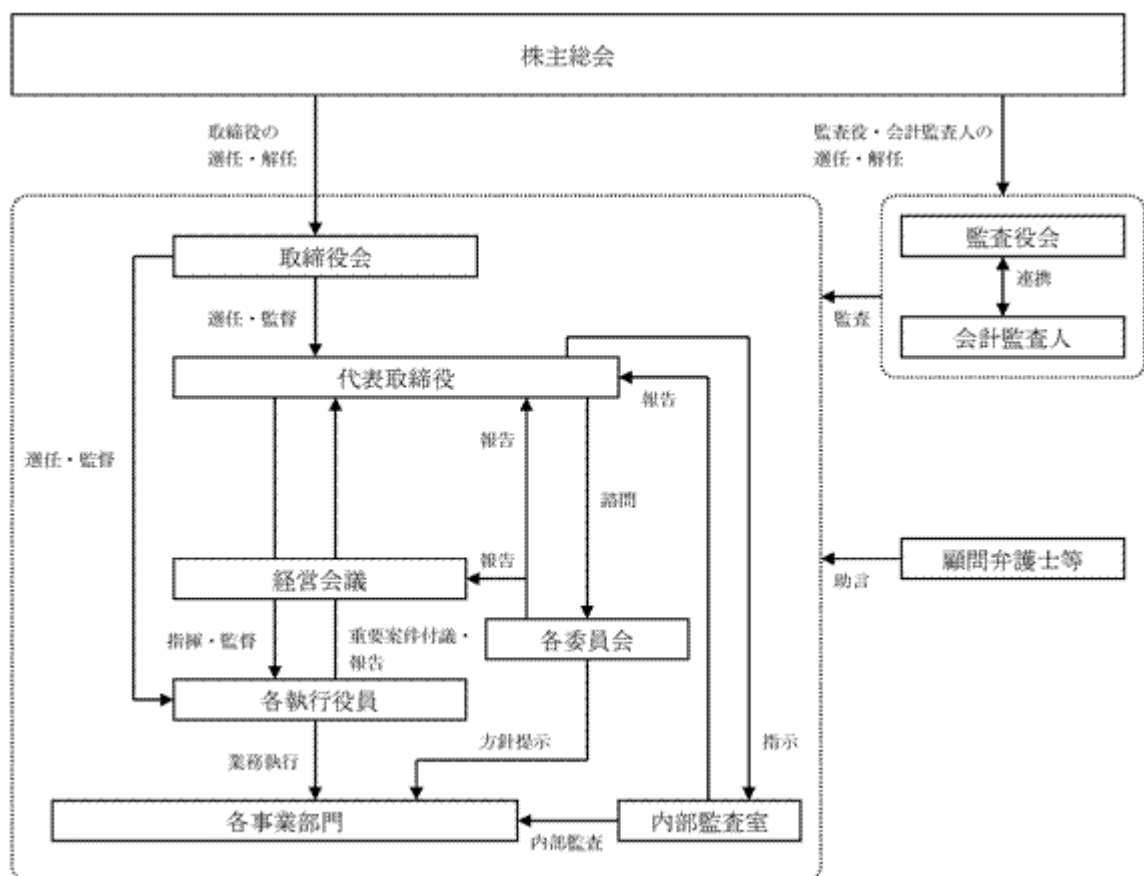 株主総会
取締役の
選任・解任
監査役・会計監査人の
選任・解任
監査役会
取締役会
連携
選任・監督
監査
会計監査人
代表取締役
報告
報告
選任・監督
諮問
報告
経営会議
顧問弁護士等
助言
指揮・監督
重要案件付議・
報告
各委員会
各執行役員
方針提示
指示
業務執行
各事業部門
内部監査室
内部監査